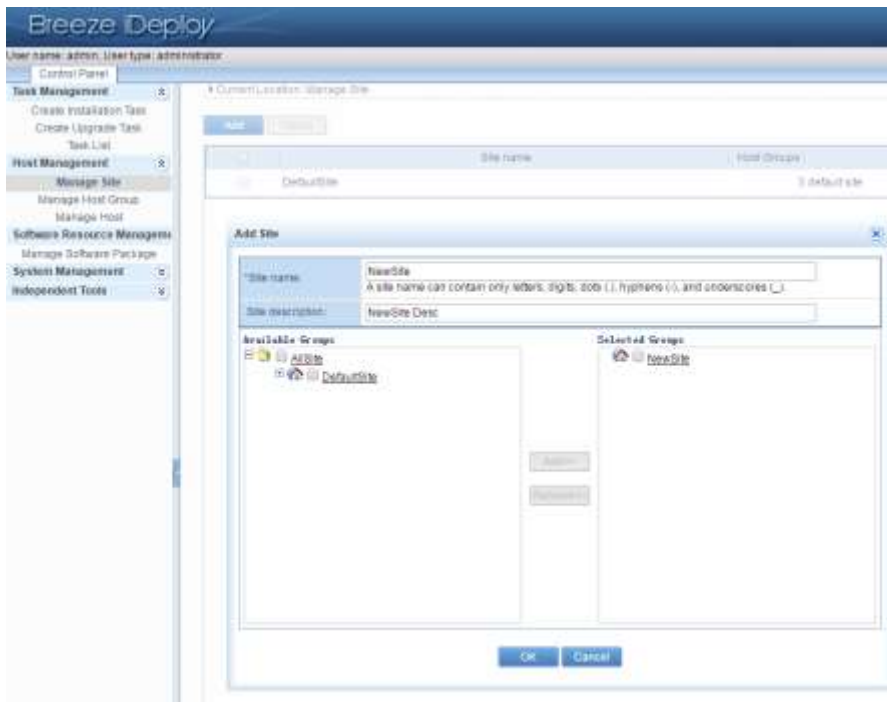 Breeze iDeploy
User name: admin, User type: administrator
Control Panel
Task Management
Create Installation Task
Create Upgrade Task
Task List
Host Management
Manage Site
Manage Host Group
Manage Host
Software Resource Manageme
Manage Software Package
System Management
Independent Tools
Current Location: Manage Site
Add
Site name
Host Groups
DefaultSite
default site
Add Site
*Site name:
NewSite
A site name can contain only letters, digits, dots (.), hyphens (-), and underscores (_).
Site description:
NewSite Desc
Available Groups
AllSite
DefaultSite
Selected Groups
NewSite
OK
Cancel